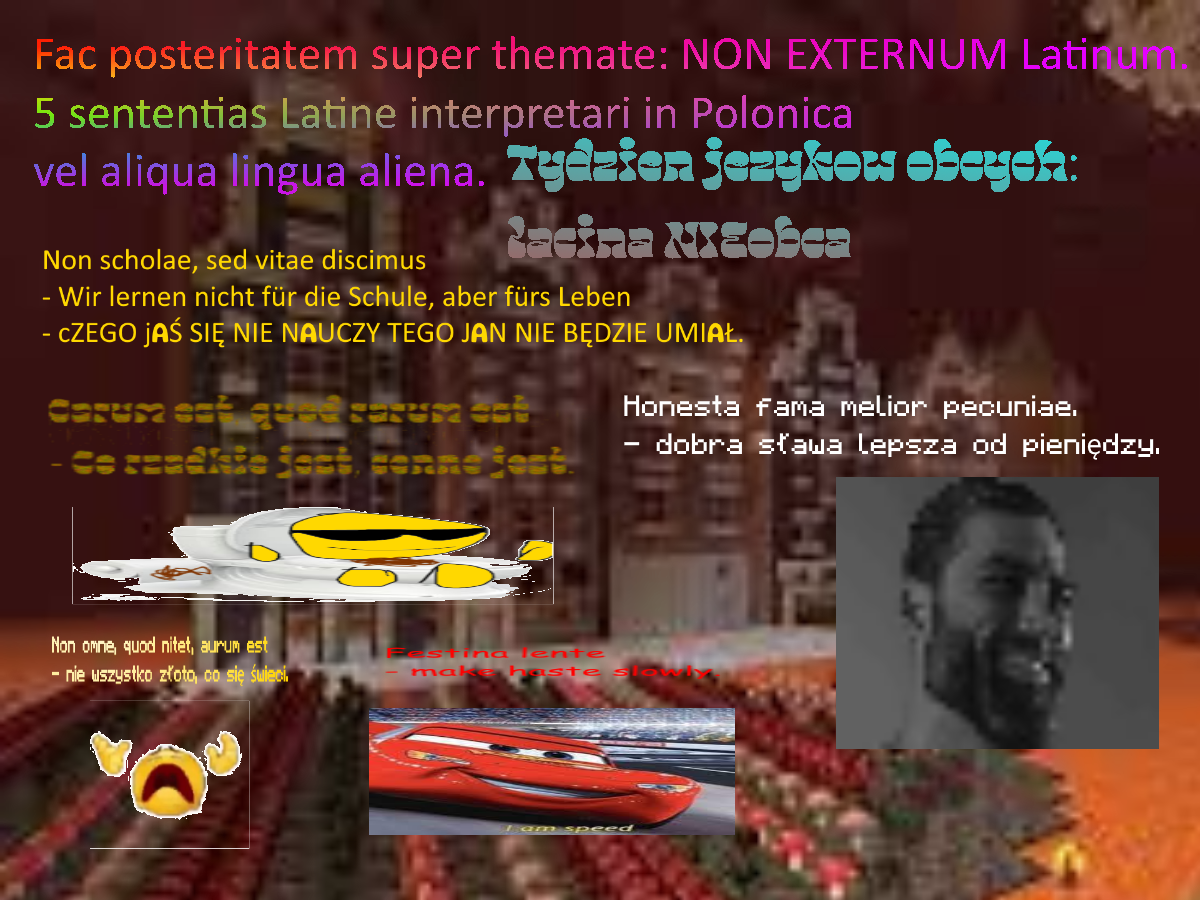 Fac posteritatem super themate: NON EXTERNUM Latinum.
5 sententias Latine interpretari in Polonica
vel aliqua lingua aliena.
Tydzien jezykow obcych:
Łacina NIEobca
Non scholae, sed vitae discimus
- Wir lernen nicht für die Schule, aber fürs Leben
- cZEGO jAŚ SIĘ NIE NAUCZY TEGO JAN NIE BĘDZIE UMIAŁ.
Carum est, quod rarum est
- Co rzadkie jest, cenne jest.
Honesta fama melior pecuniae.
- dobra sława lepsza od pieniędzy.
Non omne, quod nitet, aurum est
- nie wszystko złoto, co się świeci.
Festina lente
- make haste slowly.
I am speed